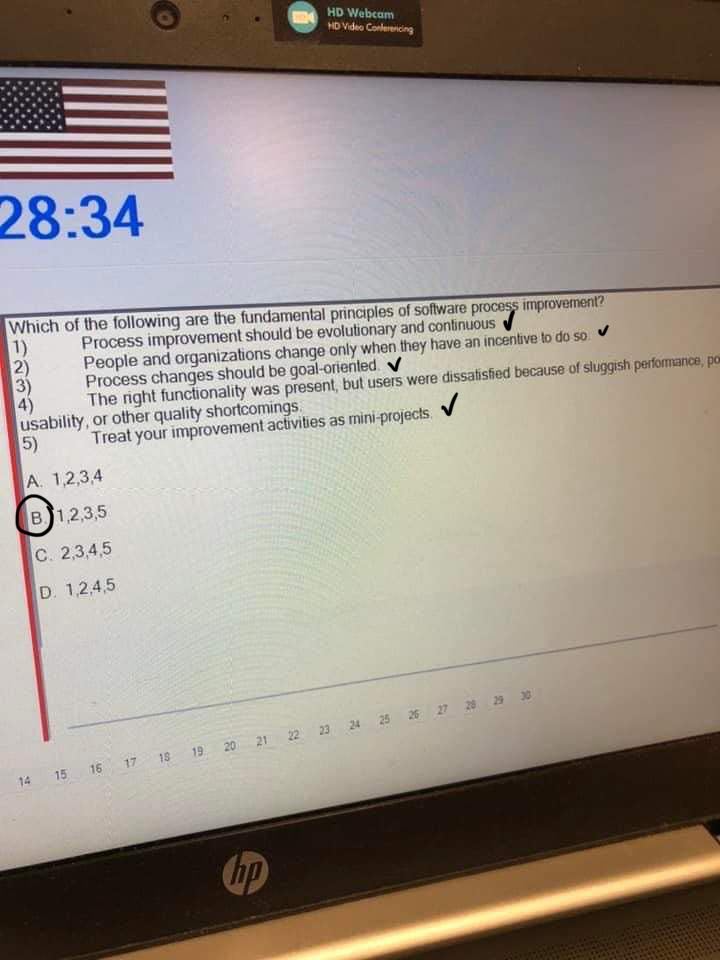 HD Webcam
HD Video Conferencing
28:34
Which of the following are the fundamental principles of software process improvement?
1) Process improvement should be evolutionary and continuous ✓
2) People and organizations change only when they have an incentive to do so. ✓
3) Process changes should be goal-oriented. ✓
4) The right functionality was present, but users were dissatisfied because of sluggish performance,
usability, or other quality shortcomings.
5) Treat your improvement activities as mini-projects. ✓
A. 1,2,3,4
B. 1,2,3,5
C. 2,3,4,5
D. 1,2,4,5
14 15 16 17 18 19 20 21 22 23 24 25 26 27 28 29 30
hp